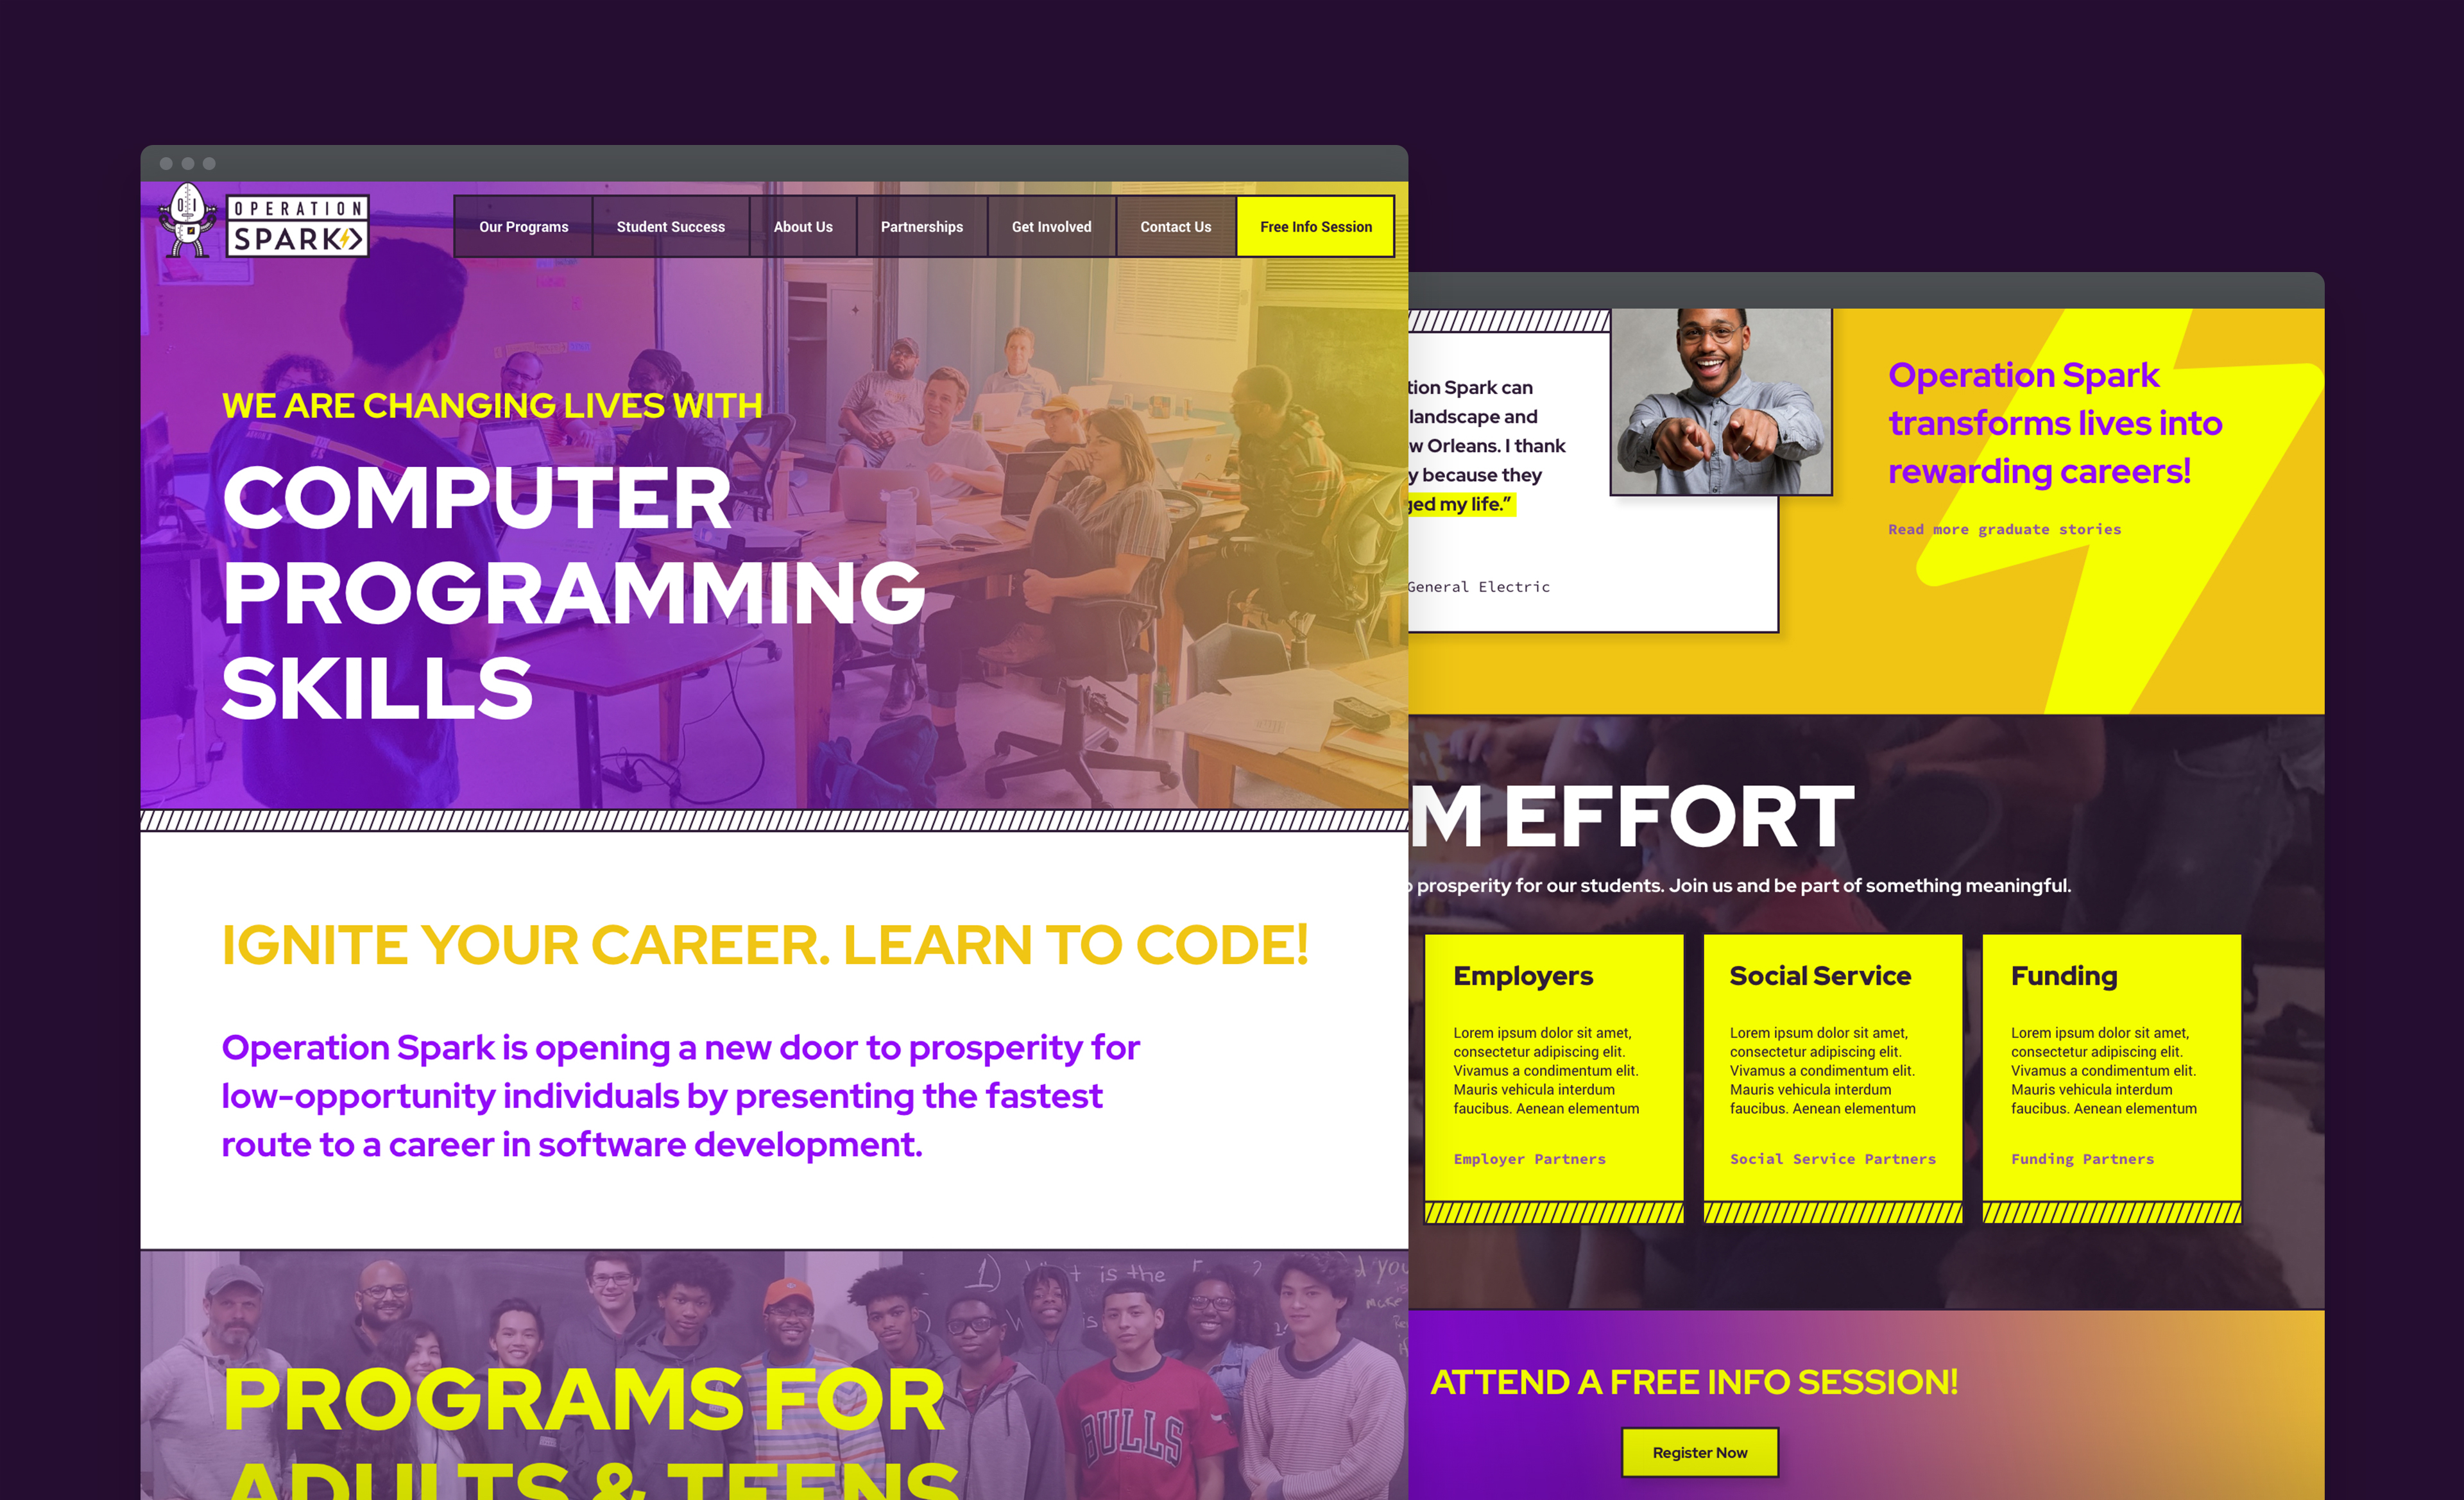 OPERATION
SPARK
Our Programs
Student Success
About Us
Partnerships
Get Involved
Contact Us
Free Info Session
WE ARE CHANGING LIVES WITH
COMPUTER
PROGRAMMING
SKILLS
IGNITE YOUR CAREER. LEARN TO CODE!
Operation Spark is opening a new door to prosperity for
low-opportunity individuals by presenting the fastest
route to a career in software development.
1) is the
BULLS
PROGRAMS FOR
ADULTS & TEENS
Spark can
landscape and
Orleans. I thank
because they
my life.”
General Electric
Operation Spark
transforms lives into
rewarding careers!
Read more graduate stories
M EFFORT
prosperity for our students. Join us and be part of something meaningful.
Employers
Lorem ipsum dolor sit amet,
consectetur adipiscing elit.
Vivamus a condimentum elit.
Mauris vehicula interdum
faucibus. Aenean elementum
Employer Partners
Social Service
Lorem ipsum dolor sit amet,
consectetur adipiscing elit.
Vivamus a condimentum elit.
Mauris vehicula interdum
faucibus. Aenean elementum
Social Service Partners
Funding
Lorem ipsum dolor sit amet,
consectetur adipiscing elit.
Vivamus a condimentum elit.
Mauris vehicula interdum
faucibus. Aenean elementum
Funding Partners
ATTEND A FREE INFO SESSION!
Register Now